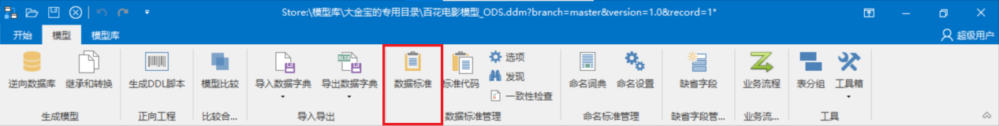 Store:\模型库\大金宝的专用目录\百花电影模型_ODS.ddm?branch=master&version=1.0&record=1*
开始 模型 模型库 超级用户
逆向数据库 继承和转换 生成DDL脚本 模型比较 导入数据字典 导出数据字典 数据标准 标准代码 选项 发现 一致性检查 命名词典 命名设置 缺省字段 业务流程 表分组 工具箱
生成模型 正向工程 比较合... 导入导出 数据标准管理 命名标准管理 缺省字段管... 业务流... 工具